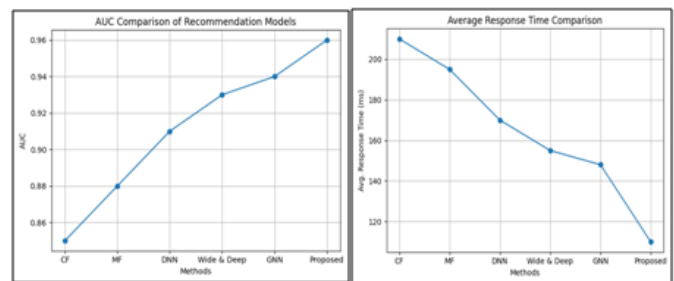 AUC Comparison of Recommendation Models
0.96
0.94
0.92
0.90
0.88
0.86
AUC
CF MF DNN Wide & Deep GNN Proposed
Methods
Average Response Time Comparison
200
180
160
140
120
Avg. Response Time (ms)
CF MF DNN Wide & Deep GNN Proposed
Methods